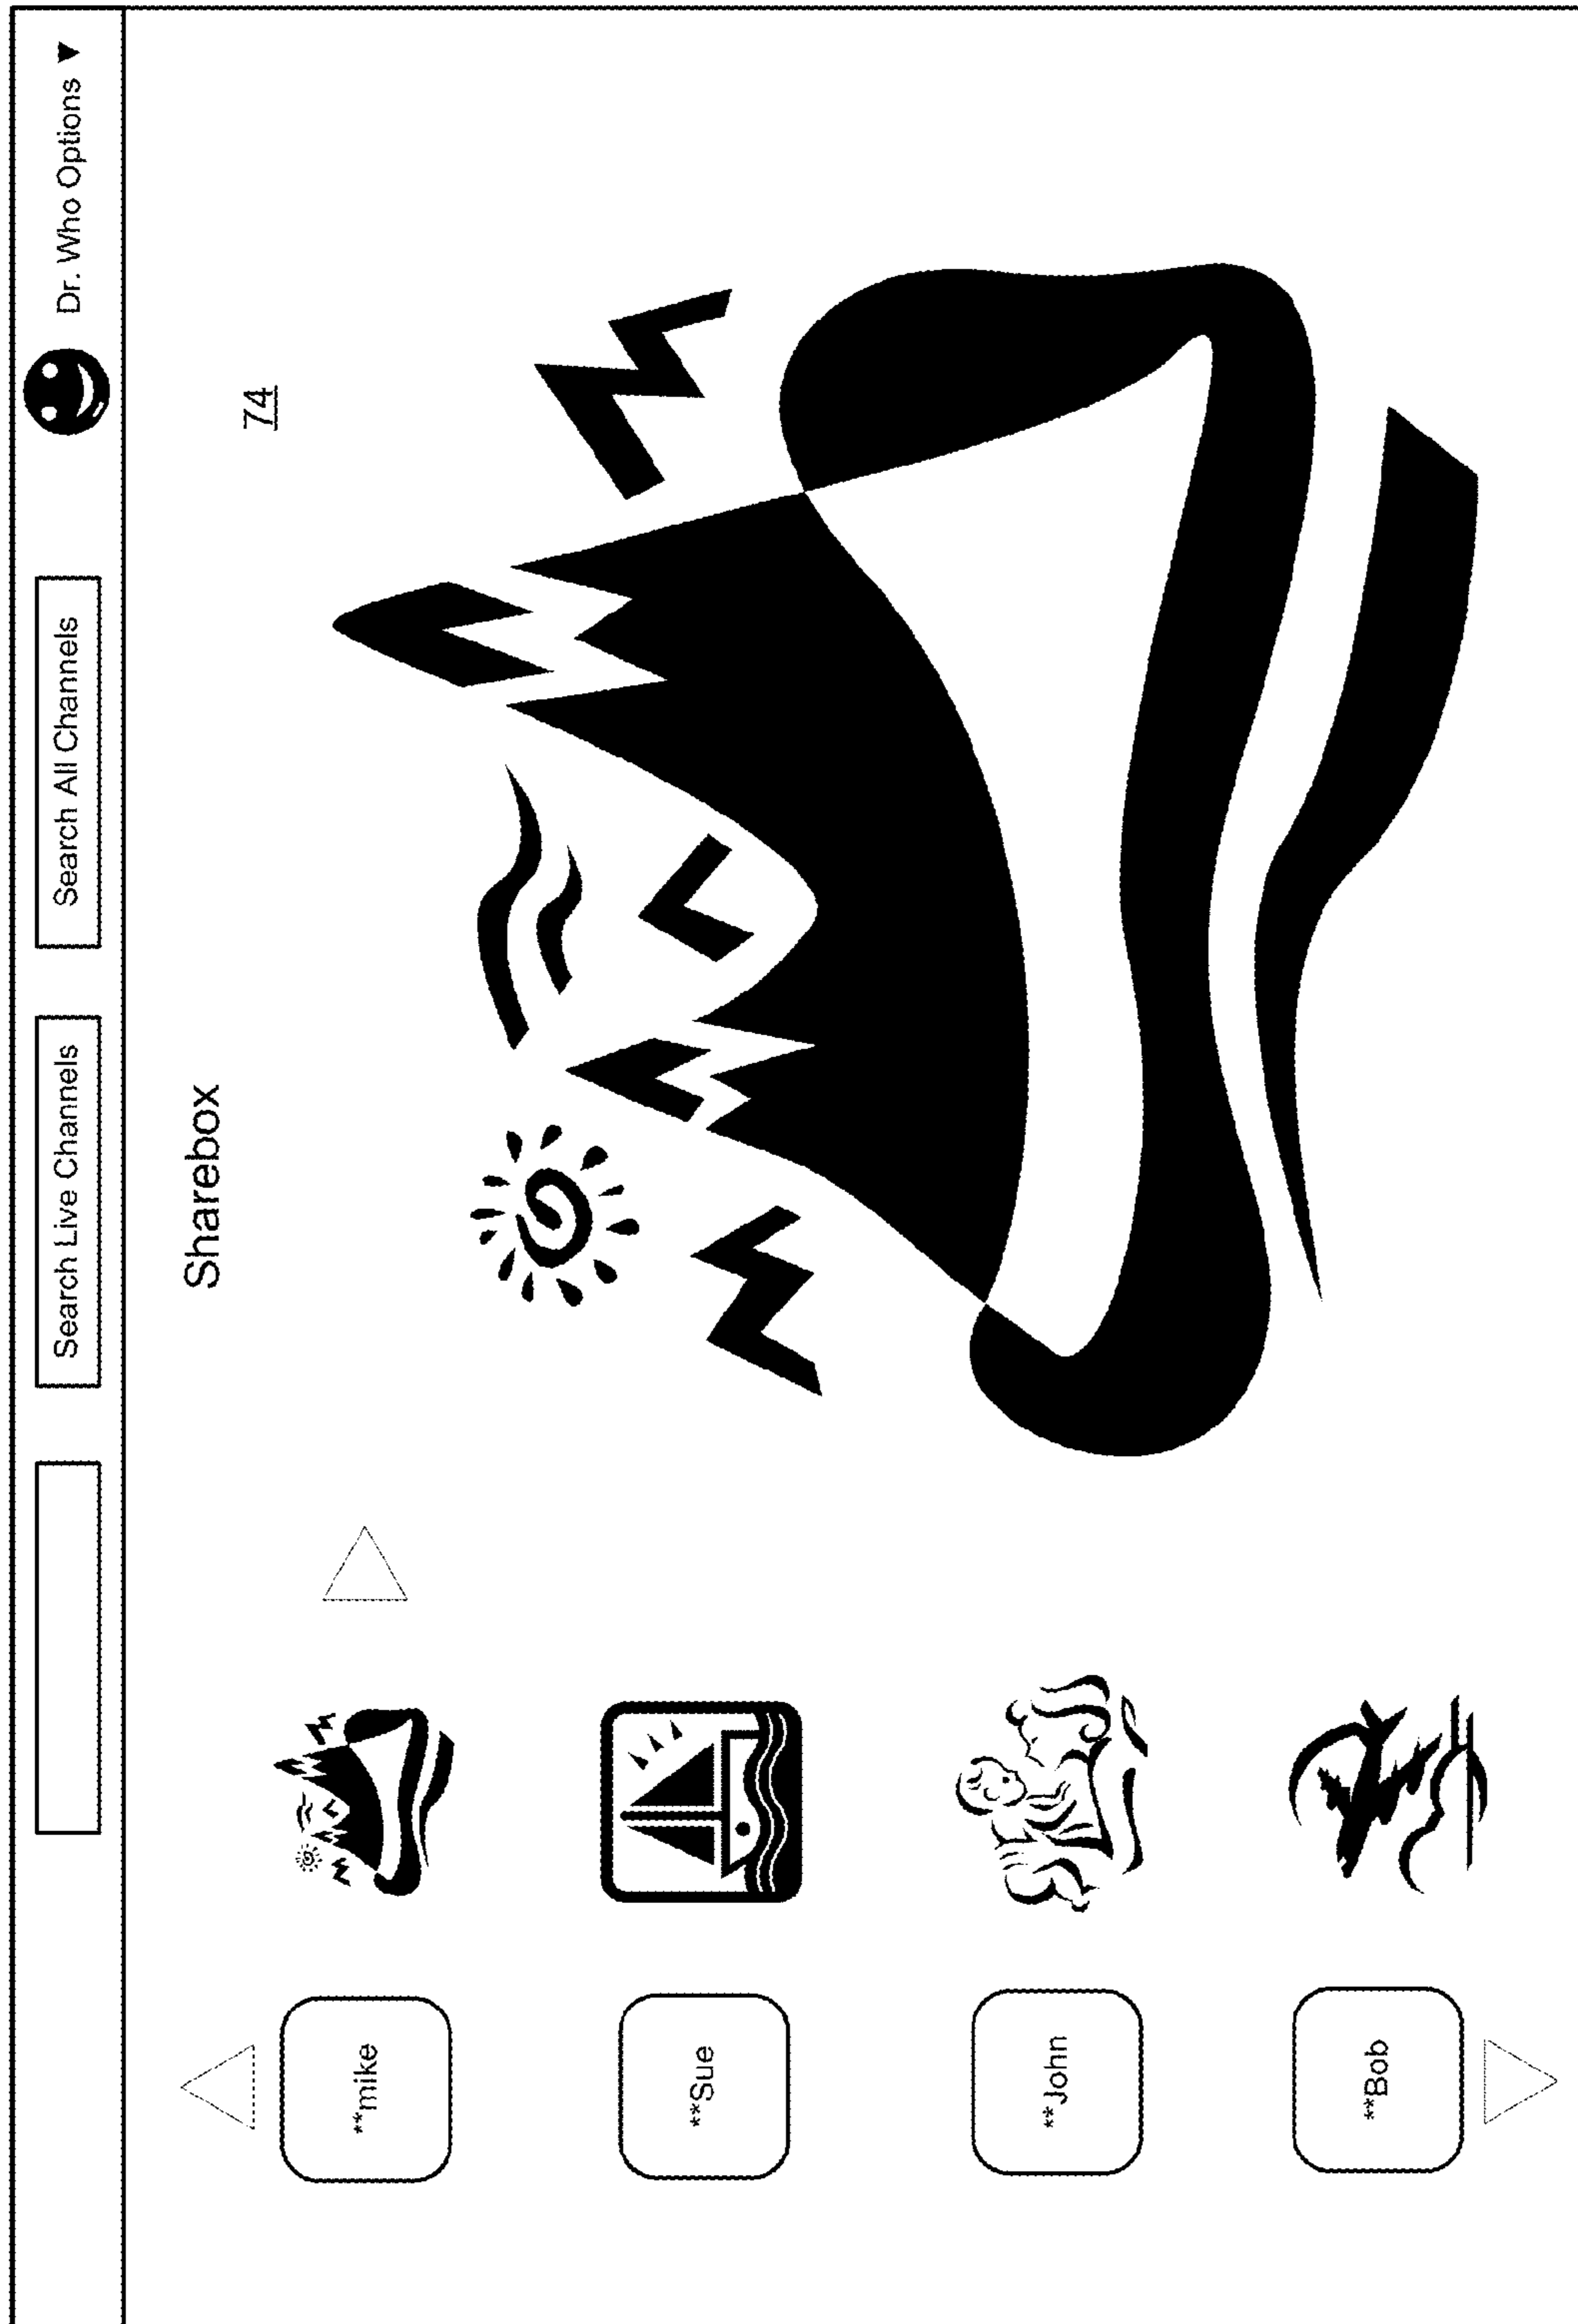 Search Live Channels
Search All Channels
Dr. Who Options ▼
Sharebox
74
**mike
**Sue
**John
**Bob